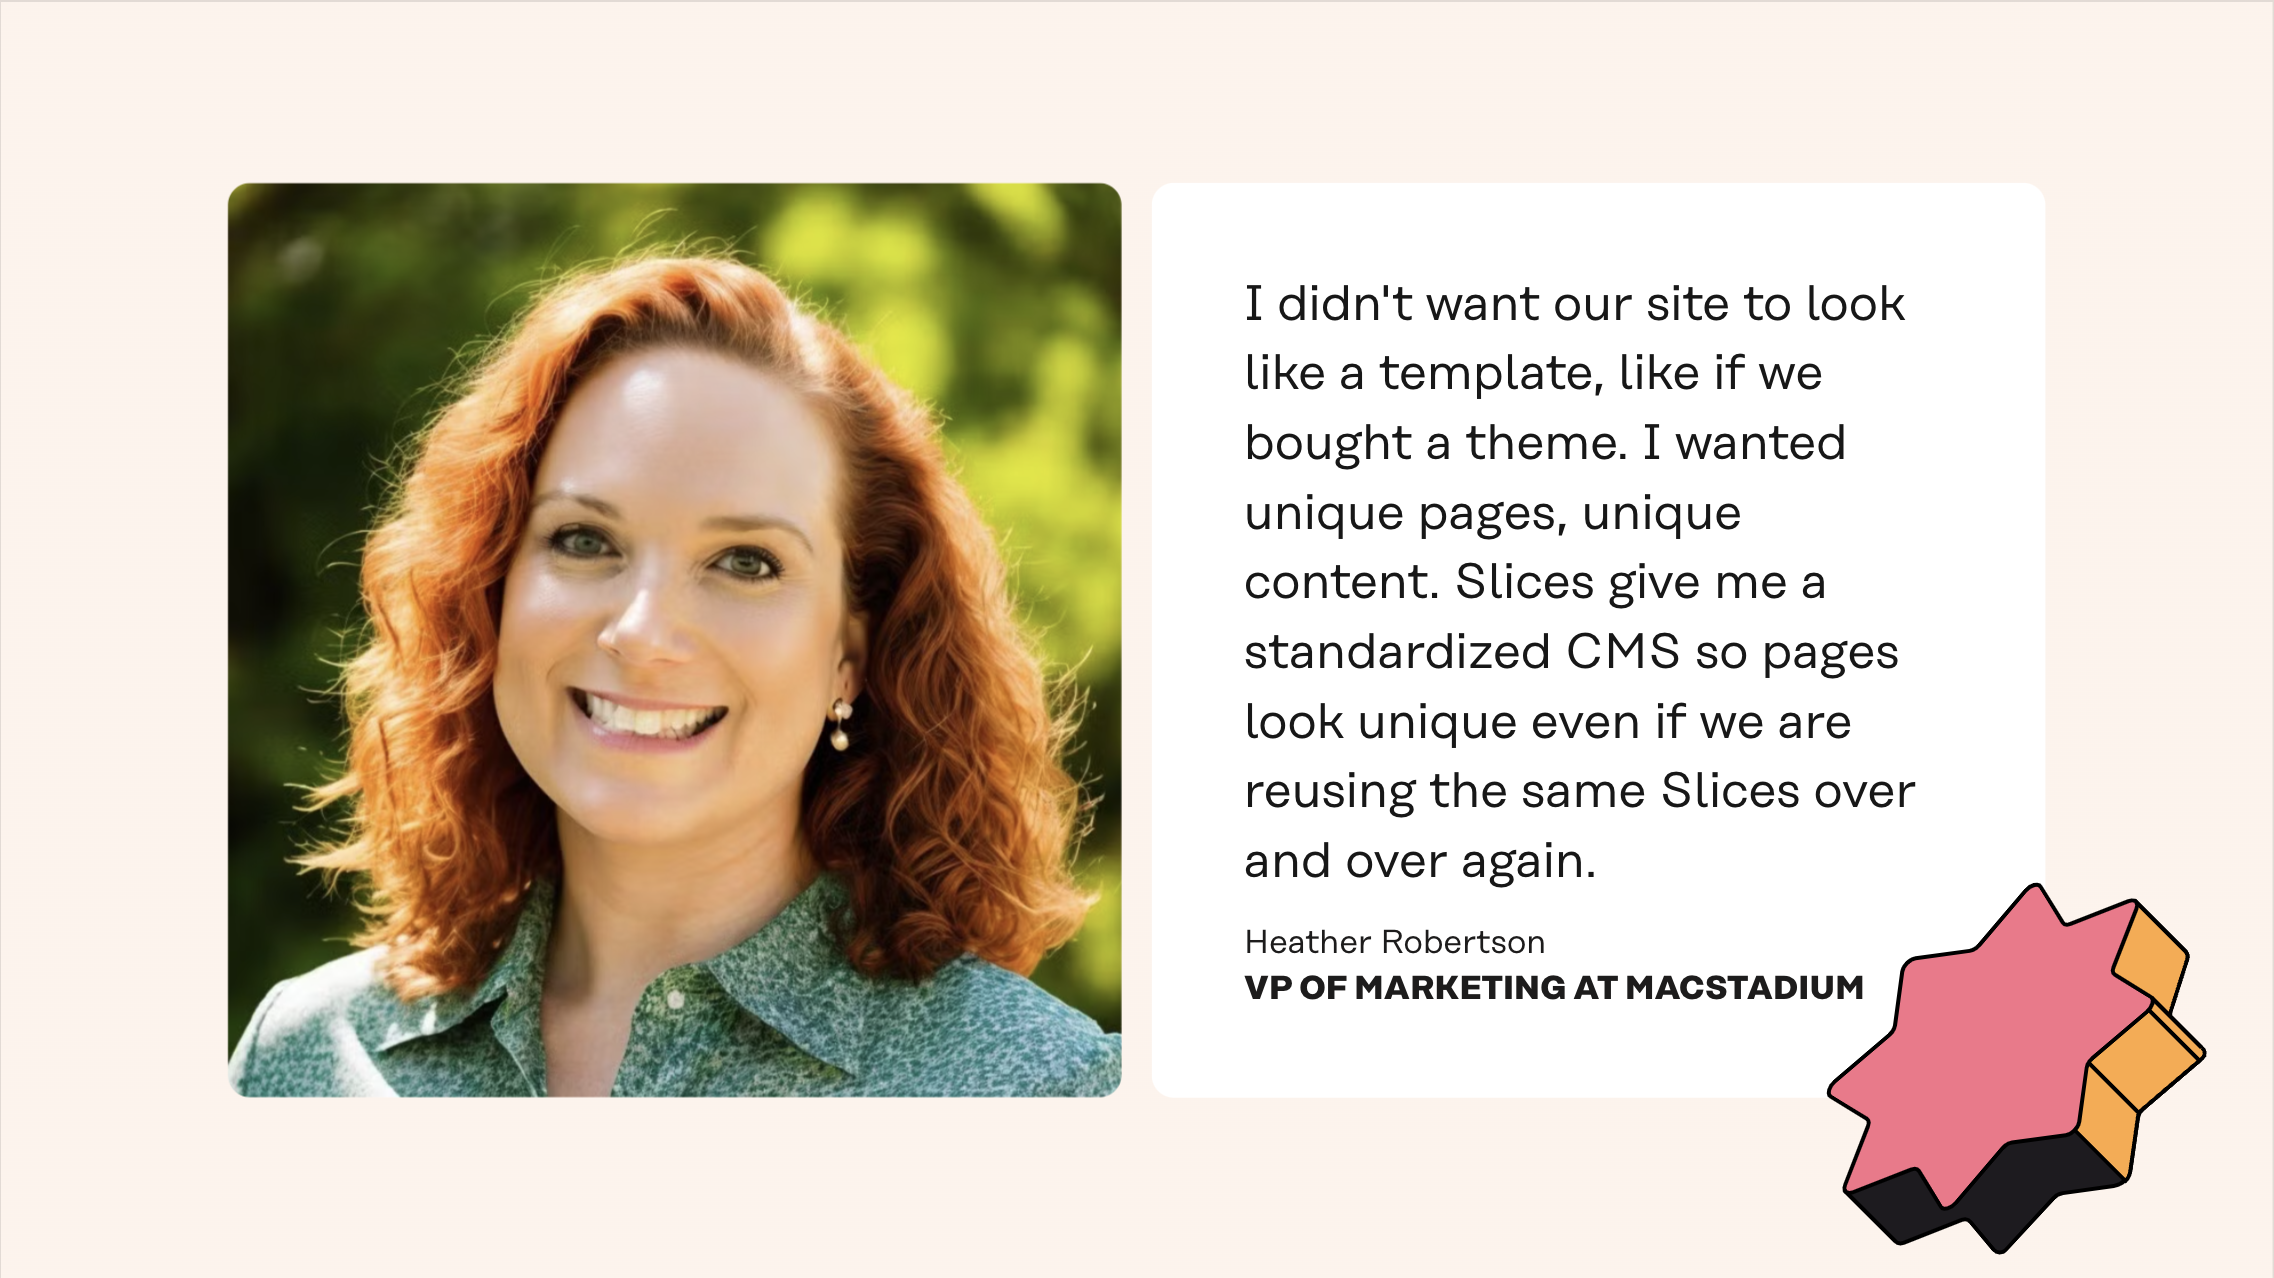 I didn't want our site to look
like a template, like if we
bought a theme. I wanted
unique pages, unique
content. Slices give me a
standardized CMS so pages
look unique even if we are
reusing the same Slices over
and over again.
Heather Robertson
VP OF MARKETING AT MACSTADIUM